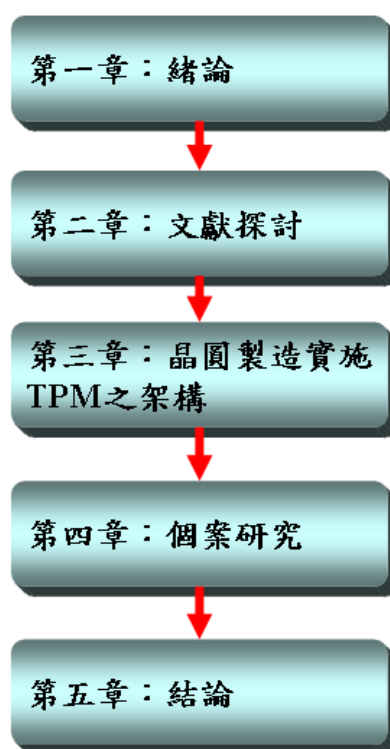 第一章：緒論
第二章：文獻探討
第三章：晶圓製造實施
TPM之架構
第四章：個案研究
第五章：結論